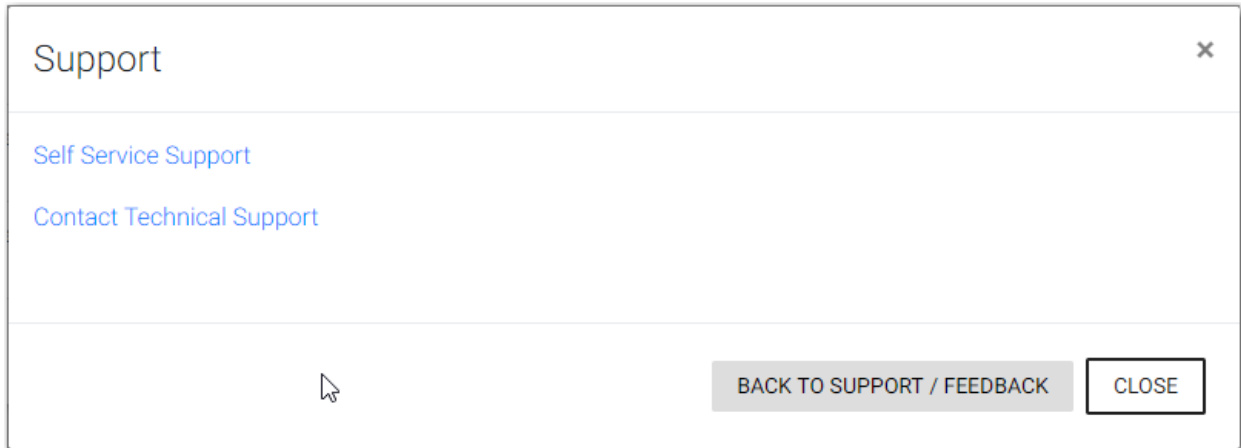 Support
Self Service Support
Contact Technical Support
BACK TO SUPPORT / FEEDBACK
CLOSE